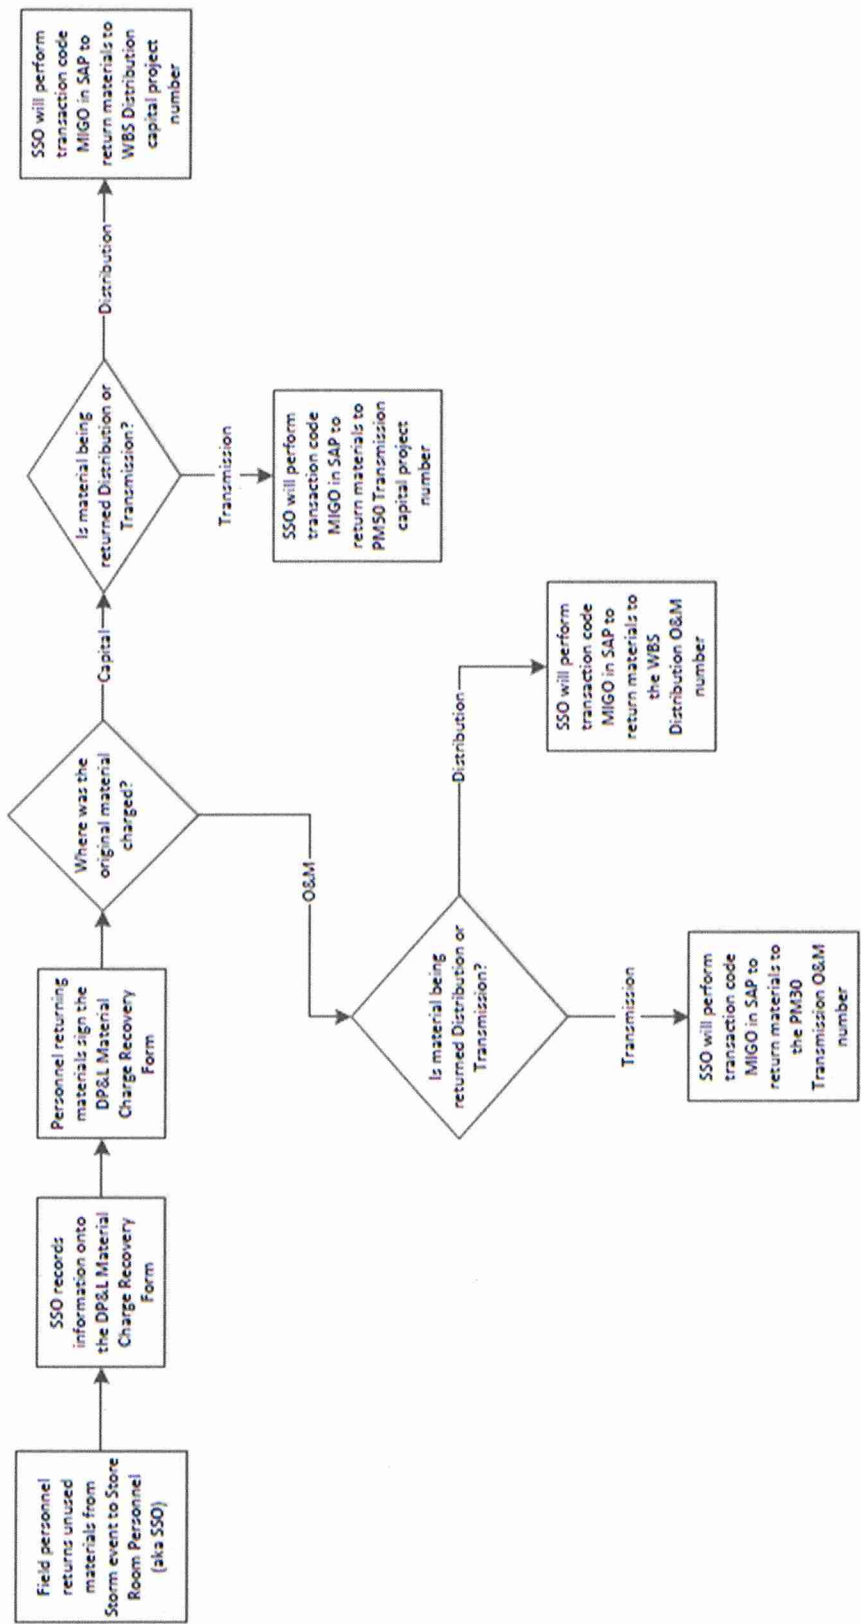 Field personnel
returns unused
materials from
Storm event to Store
Room Personnel
(aka SSO)
SSO records
information onto
the DP&L Material
Charge Recovery
Form
Personnel returning
materials sign the
DP&L Material
Charge Recovery
Form
Where was the
original material
charged?
Capital
Is material being
returned Distribution or
Transmission?
Distribution
SSO will perform
transaction code
MIGO in SAP to
return materials to
WBS Distribution
capital project
number
Transmission
SSO will perform
transaction code
MIGO in SAP to
return materials to
PM50 Transmission
capital project
number
O&M
Is material being
returned Distribution or
Transmission?
Distribution
SSO will perform
transaction code
MIGO in SAP to
return materials to
the WBS
Distribution O&M
number
Transmission
SSO will perform
transaction code
MIGO in SAP to
return materials to
the PM30
Transmission O&M
number